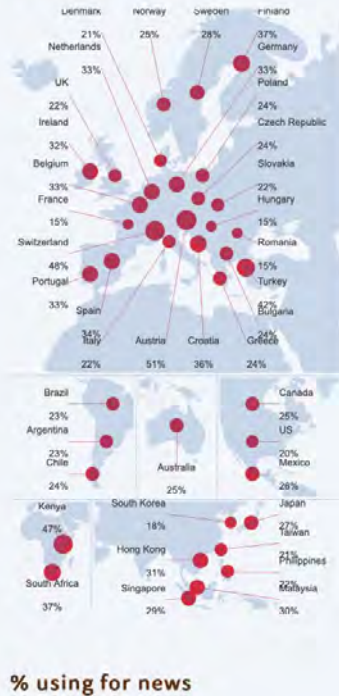 Denmark Norway Sweden Finland
21% 25% 28% 37%
Netherlands Germany
33% 33%
UK Poland
22% 24%
Ireland Czech Republic
32% 24%
Belgium Slovakia
33% 22%
France Hungary
15% 15%
Switzerland Romania
48% 15%
Portugal Turkey
33% 42%
Spain Bulgaria
34% 24%
Italy Austria Croatia Greece
22% 51% 36% 24%
Brazil Canada
23% 25%
Argentina US
23% 20%
Chile Mexico
24% 26%
Australia
25%
Kenya South Korea Japan
47% 18% 27%
Taiwan
21%
Hong Kong Philippines
31% 22%
South Africa Singapore Malaysia
37% 29% 30%
% using for news